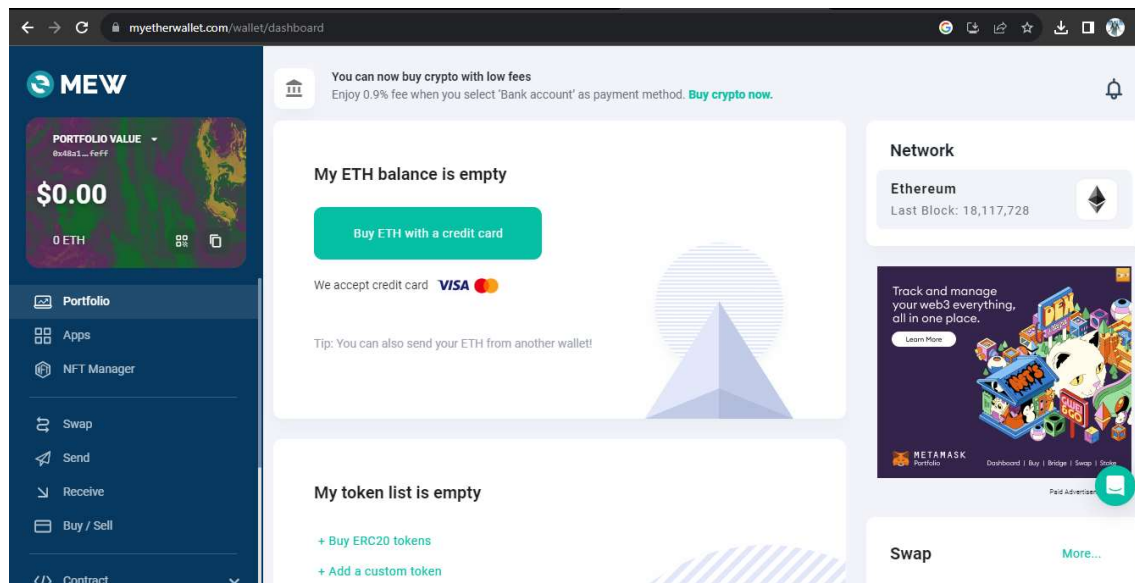 myetherwallet.com/wallet/dashboard
MEW
PORTFOLIO VALUE
0x48a1...feff
$0.00
0 ETH
Portfolio
Apps
NFT Manager
Swap
Send
Receive
Buy / Sell
Contract
You can now buy crypto with low fees
Enjoy 0.9% fee when you select 'Bank account' as payment method. Buy crypto now.
My ETH balance is empty
Buy ETH with a credit card
We accept credit card VISA
Tip: You can also send your ETH from another wallet!
My token list is empty
+ Buy ERC20 tokens
+ Add a custom token
Network
Ethereum
Last Block: 18,117,728
Track and manage
your web3 everything,
all in one place.
Learn More
DEX
NFT'S
GWEI
& GO
METAMASK
Portfolio
Dashboard | Buy | Bridge | Swap | Stake
Paid
Swap
More...